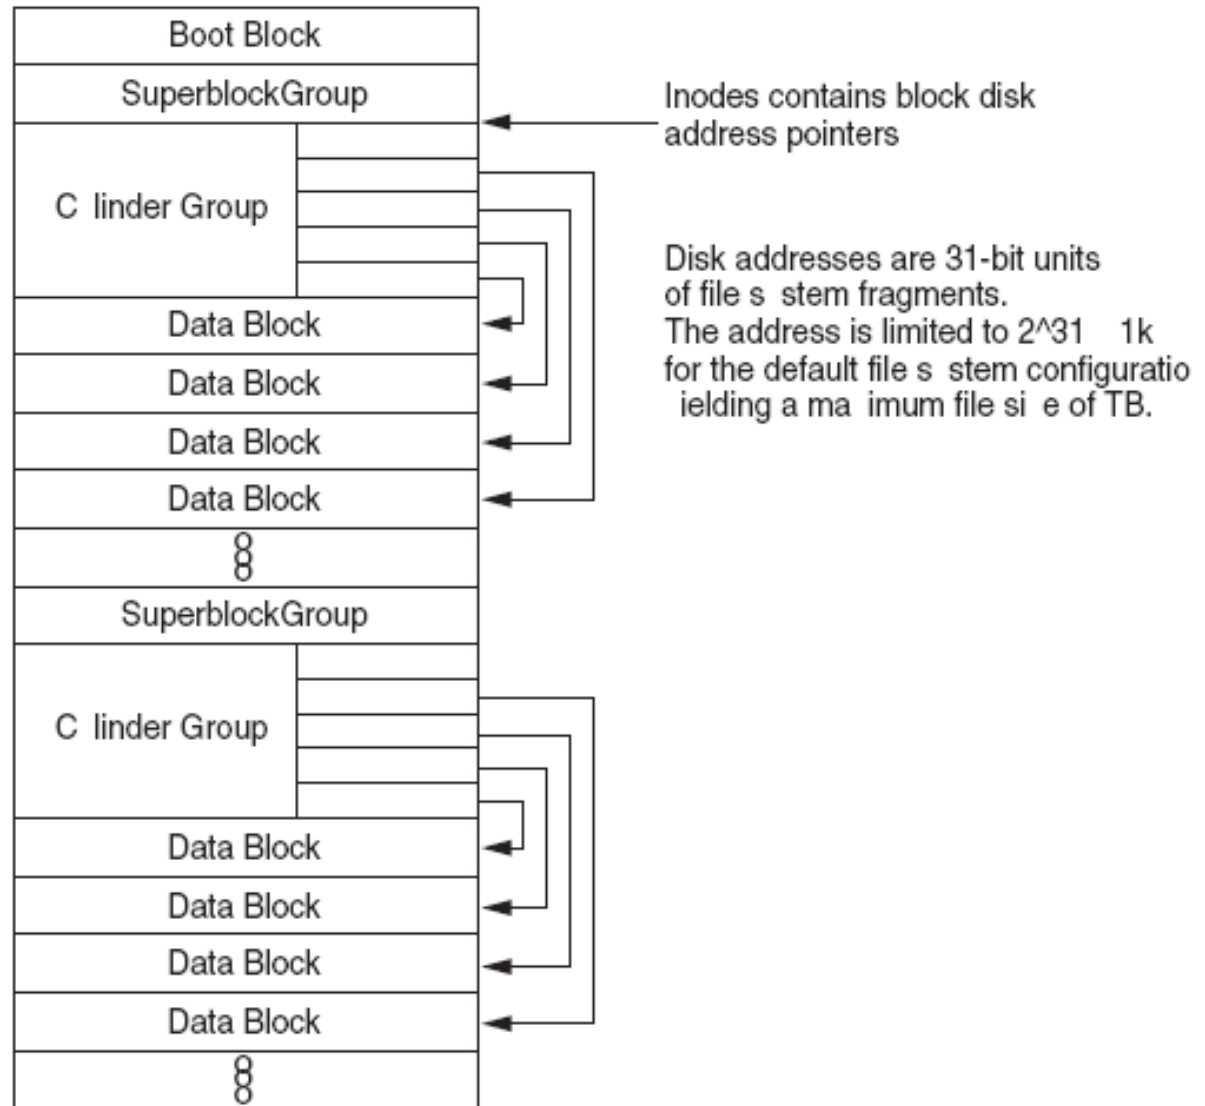 Boot Block
SuperblockGroup
Inodes contains block disk
address pointers
C linder Group
Disk addresses are 31-bit units
of file s stem fragments.
The address is limited to 2^31 1k
for the default file s stem configuratio
ielding a ma imum file si e of TB.
Data Block
Data Block
Data Block
Data Block
SuperblockGroup
C linder Group
Data Block
Data Block
Data Block
Data Block